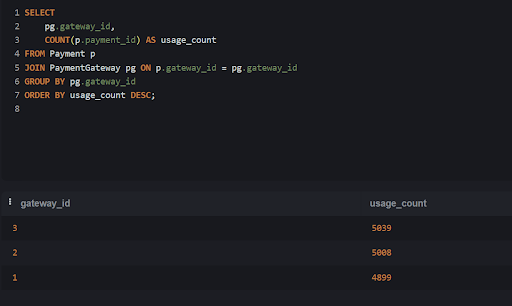 1 SELECT
2 pg.gateway_id,
3 COUNT(p.payment_id) AS usage_count
4 FROM Payment p
5 JOIN PaymentGateway pg ON p.gateway_id = pg.gateway_id
6 GROUP BY pg.gateway_id
7 ORDER BY usage_count DESC;
8
gateway_id usage_count
3 5039
2 5008
1 4899